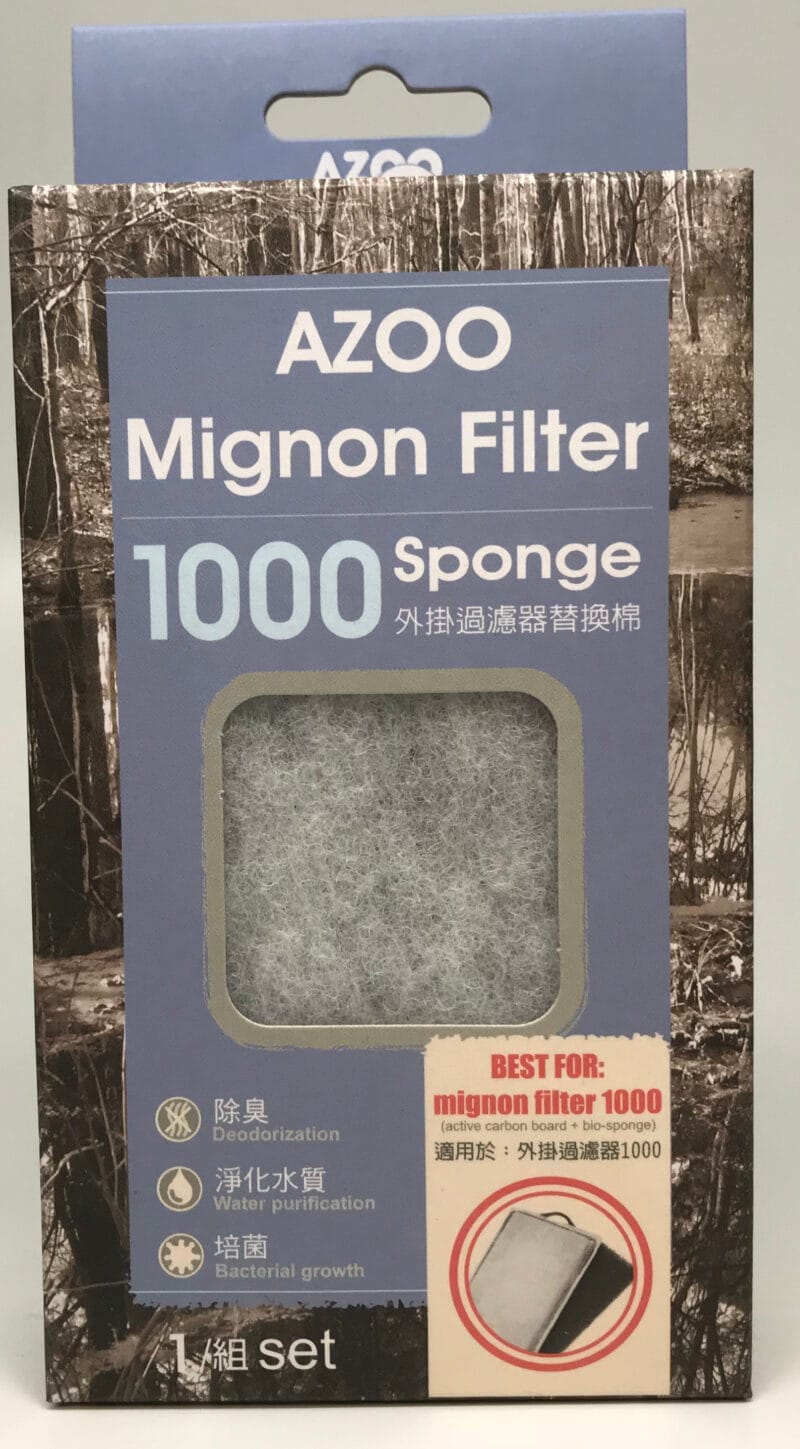 AZOO
AZOO
Mignon Filter
1000 Sponge
外掛過濾器替換棉
除臭
Deodorization
淨化水質
Water purification
培菌
Bacterial growth
1/組 set
BEST FOR:
mignon filter 1000
(active carbon board + bio-sponge)
適用於：外掛過濾器1000